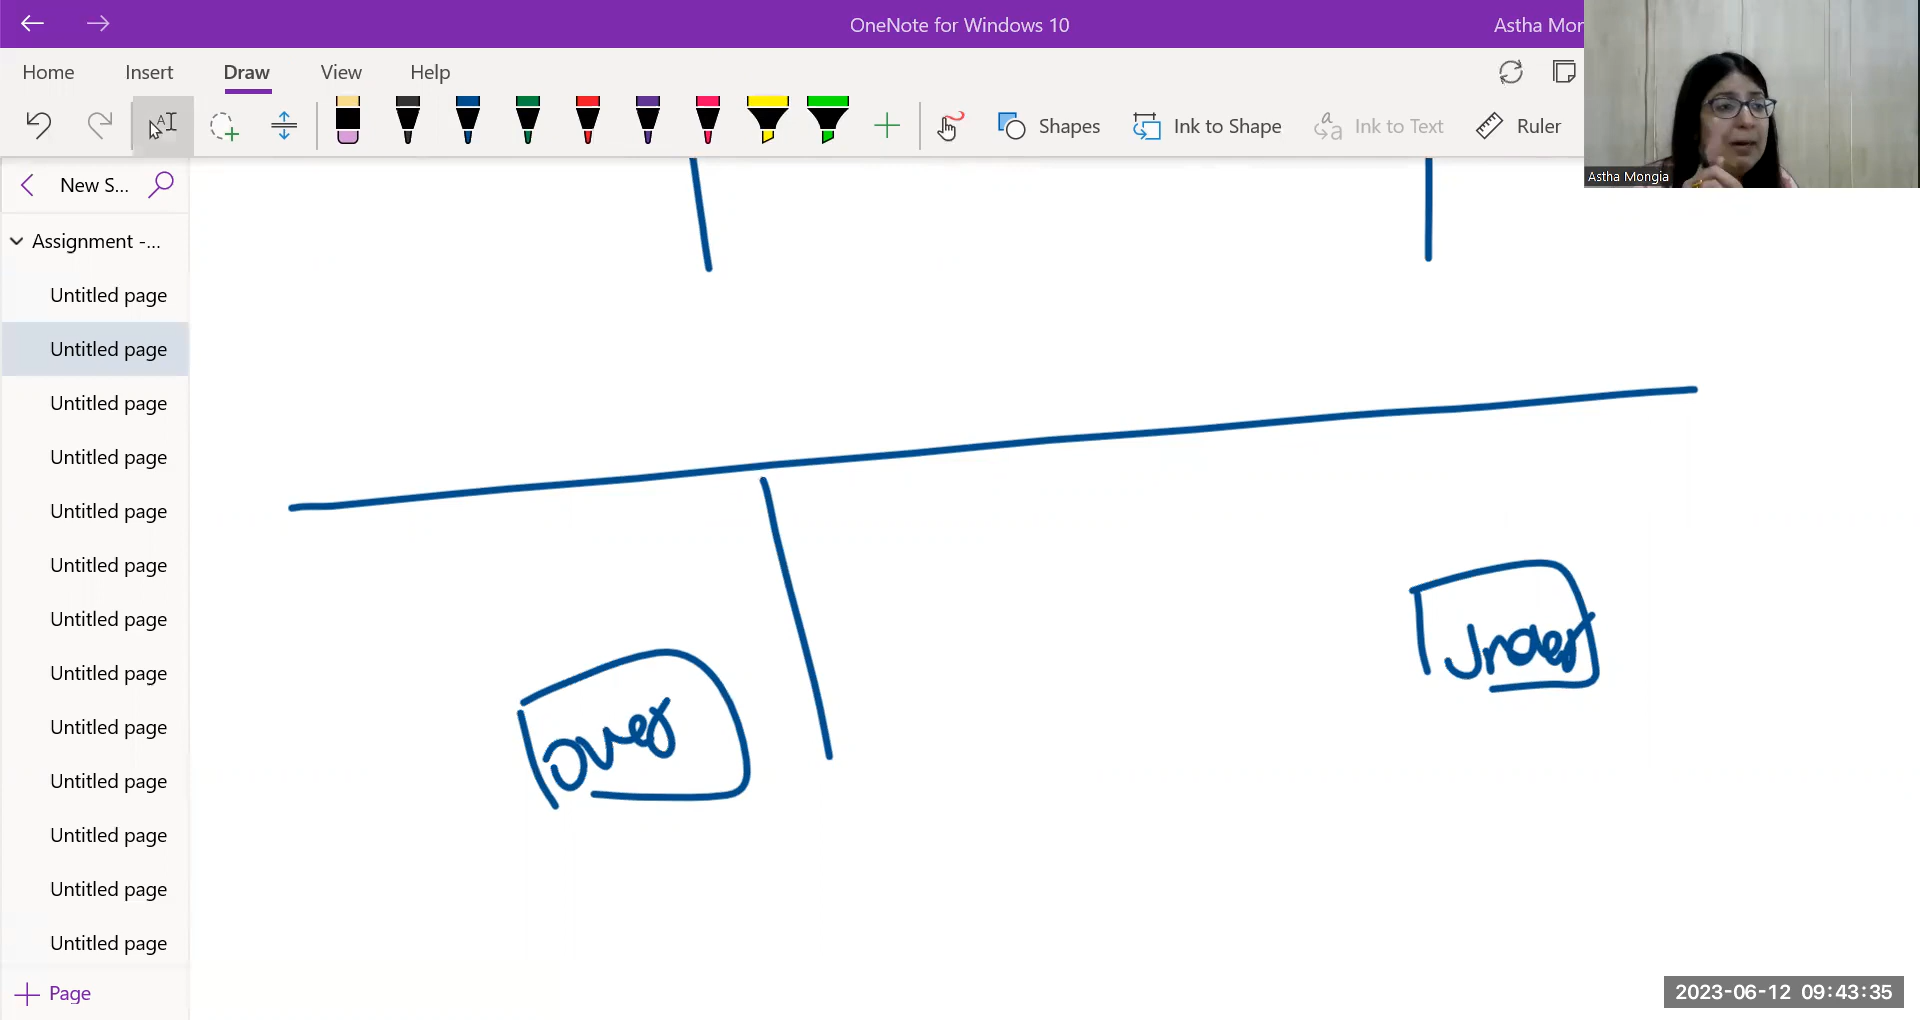 OneNote for Windows 10
Astha Mon
Home Insert Draw View Help
Shapes Ink to Shape Ink to Text Ruler
Astha Mongia
New S...
Assignment -...
Untitled page
Untitled page
Untitled page
Untitled page
Untitled page
Untitled page
Untitled page
Untitled page
Untitled page
Untitled page
Untitled page
Untitled page
Untitled page
Under
over
Page
2023-06-12 09:43:35